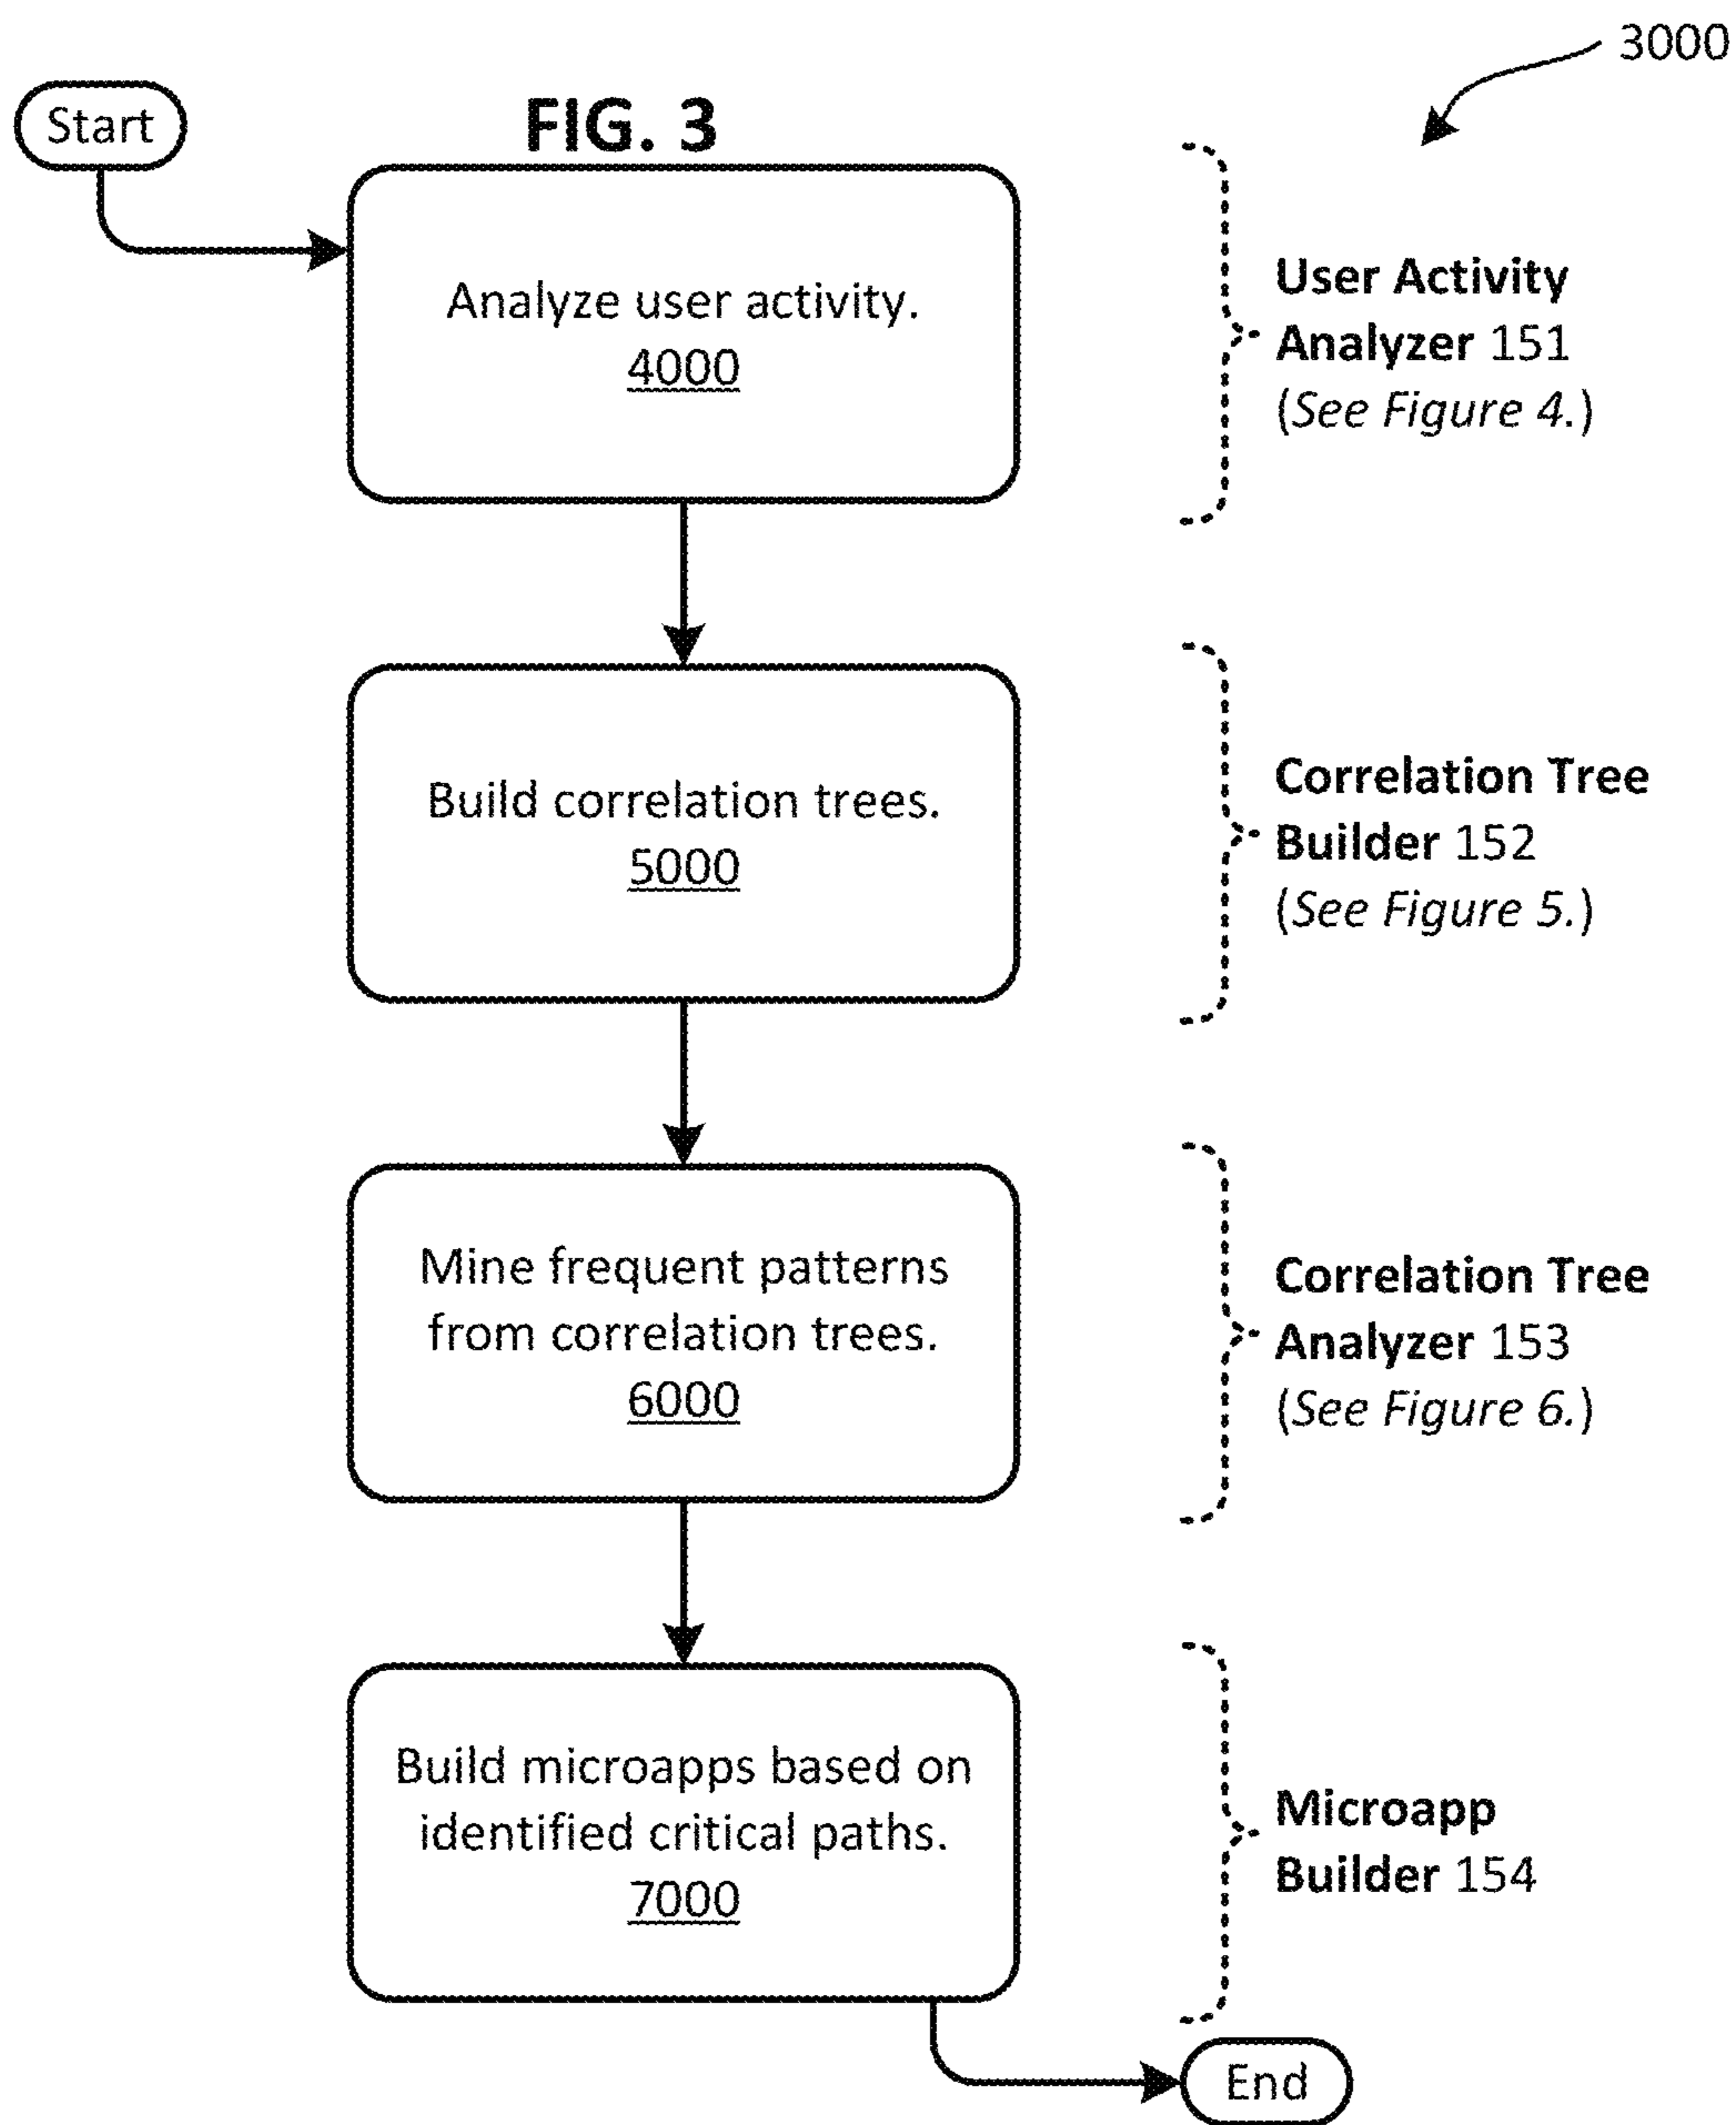 3000
Start
FIG. 3
Analyze user activity.
4000
User Activity
Analyzer 151
(See Figure 4.)
Build correlation trees.
5000
Correlation Tree
Builder 152
(See Figure 5.)
Mine frequent patterns
from correlation trees.
6000
Correlation Tree
Analyzer 153
(See Figure 6.)
Build microapps based on
identified critical paths.
7000
Microapp
Builder 154
End